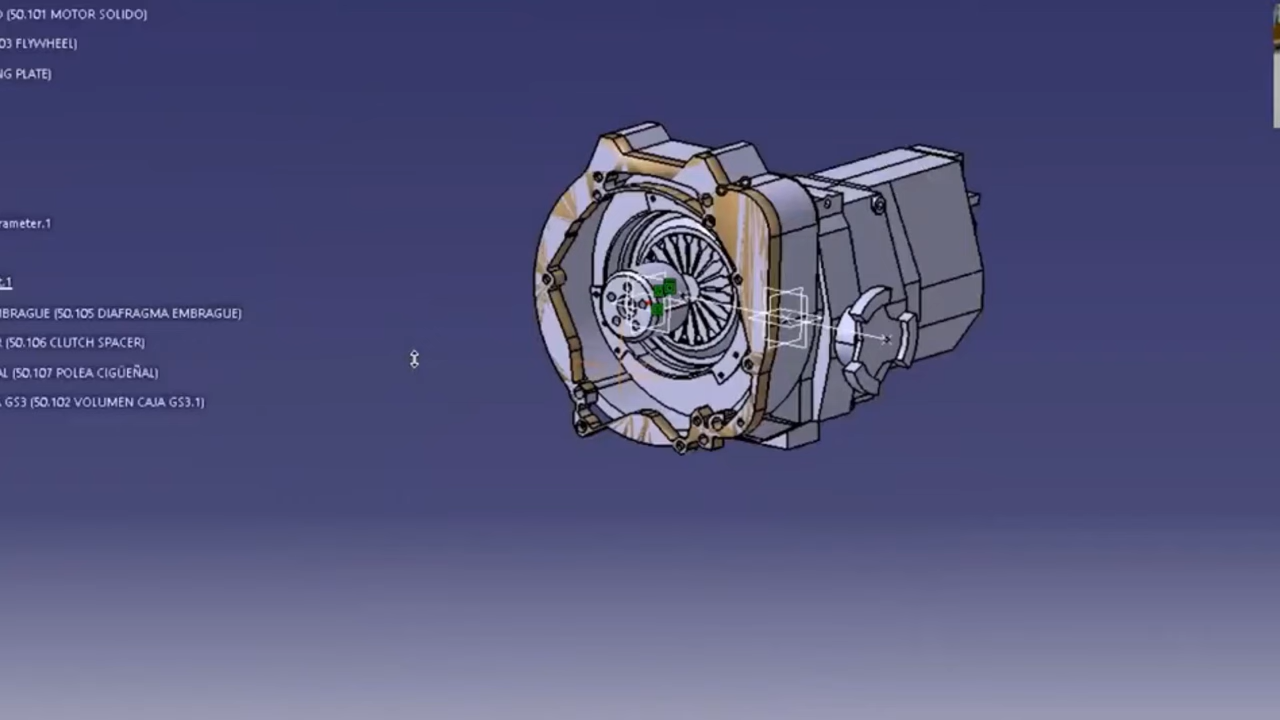 (50.101 MOTOR SOLIDO)
03 FLYWHEEL)
NG PLATE)
rameter.1
.1
BRAGUE (50.105 DIAFRAGMA EMBRAGUE)
(50.106 CLUTCH SPACER)
AL (50.107 POLEA CIGÜEÑAL)
GS3 (50.102 VOLUMEN CAJA GS3.1)